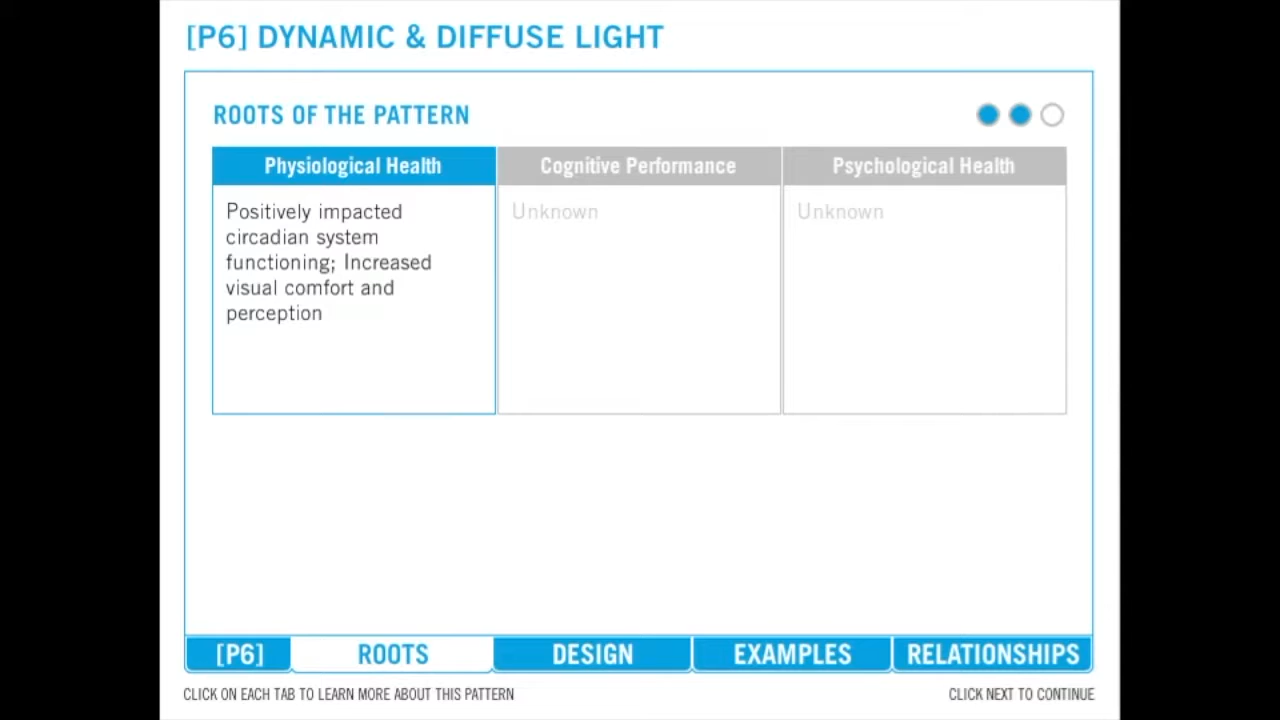 [P6] DYNAMIC & DIFFUSE LIGHT
ROOTS OF THE PATTERN
Physiological Health
Cognitive Performance
Psychological Health
Positively impacted
circadian system
functioning; Increased
visual comfort and
perception
Unknown
Unknown
[P6]
ROOTS
DESIGN
EXAMPLES
RELATIONSHIPS
CLICK ON EACH TAB TO LEARN MORE ABOUT THIS PATTERN
CLICK NEXT TO CONTINUE